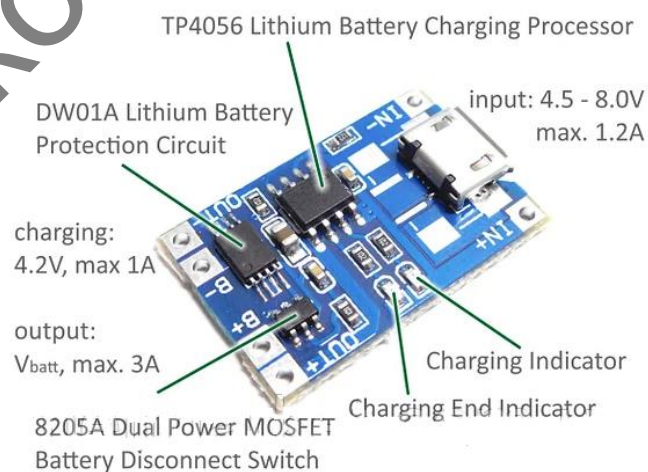 TP4056 Lithium Battery Charging Processor
input: 4.5 - 8.0V
max. 1.2A
DW01A Lithium Battery
Protection Circuit
IN-
OUT-
charging:
4.2V, max 1A
B-
IN+
B+
output:
Vbatt, max. 3A
OUT+
Charging Indicator
Charging End Indicator
8205A Dual Power MOSFET
Battery Disconnect Switch